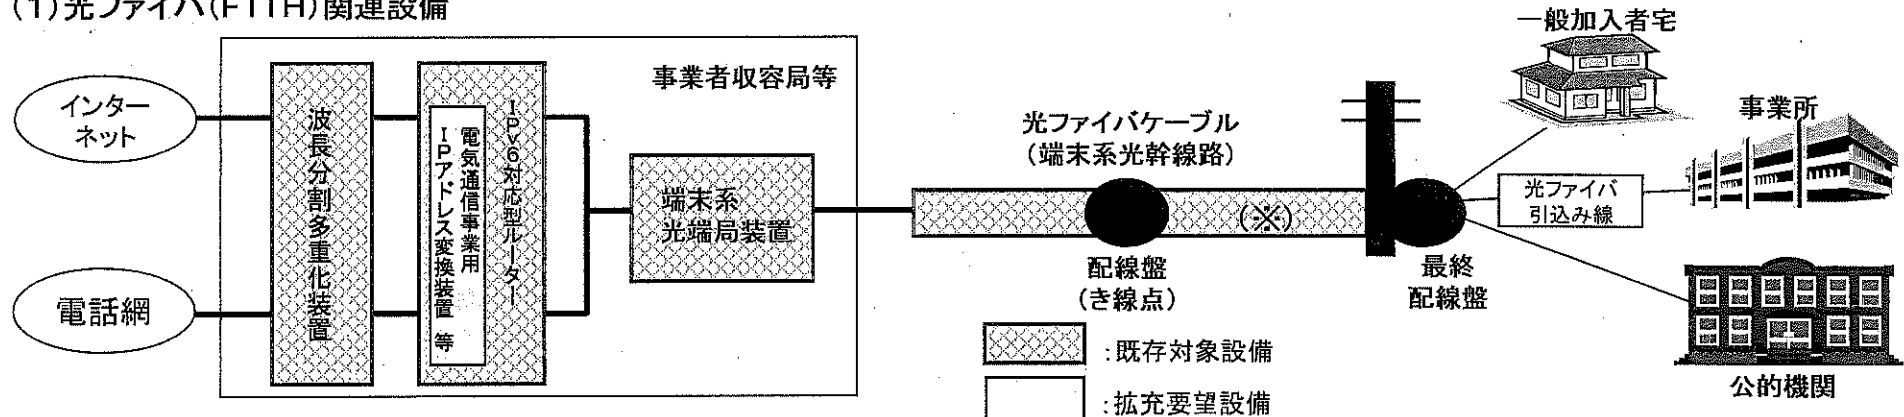 (1)光ファイバ(FTTH)関連設備
インター
ネット
電話網
事業者収容局等
波長分割多重化装置
IPv6対応型ルーター
電気通信事業用
IPアドレス変換装置 等
端末系
光端局装置
光ファイバケーブル
(端末系光幹線路)
(※)
配線盤
(き線点)
最終
配線盤
一般加入者宅
事業所
光ファイバ
引込み線
公的機関
:既存対象設備
:拡充要望設備